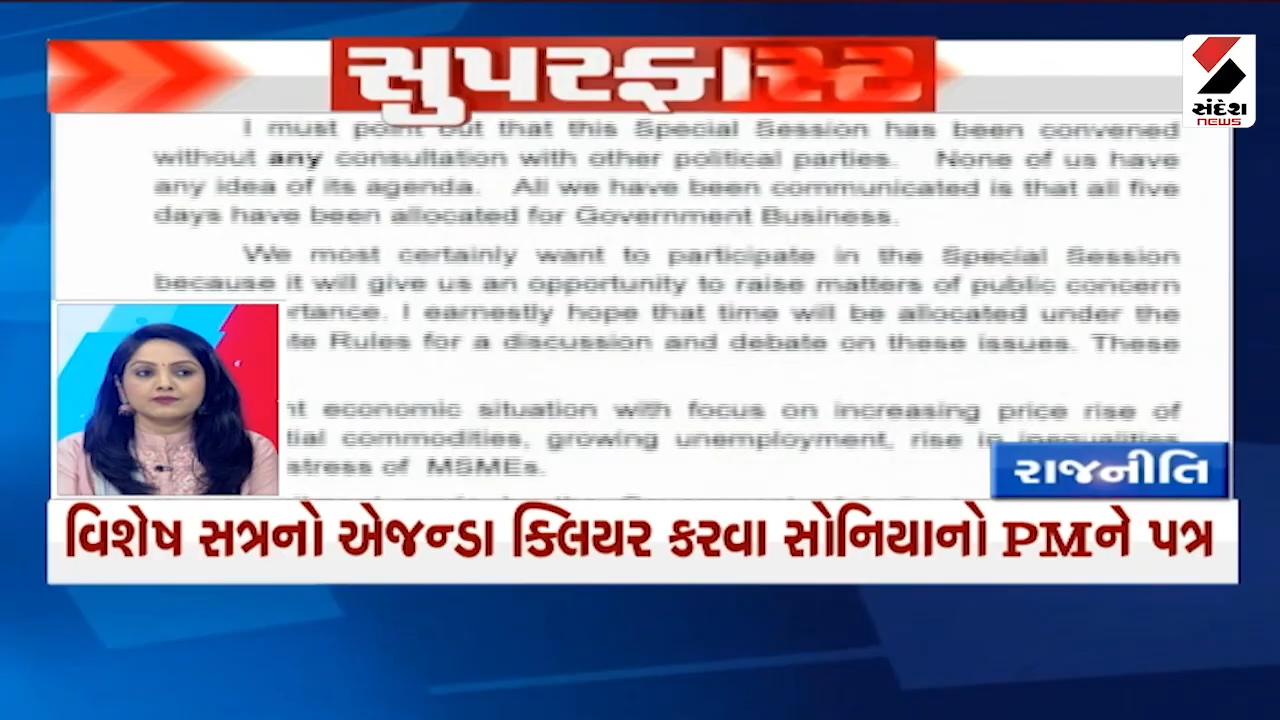 સુપરફાસ્ટ
સંદેશ
NEWS
I must point out that this Special Session has been convened
without any consultation with other political parties. None of us have
any idea of its agenda. All we have been communicated is that all five
days have been allocated for Government Business.
We most certainly want to participate in the Special Session
because it will give us an opportunity to raise matters of public concern
rtance. I earnestly hope that time will be allocated under the
Rules for a discussion and debate on these issues. These
economic situation with focus on increasing price rise of
commodities, growing unemployment, rise in inequalities
stress of MSMEs.
રાજનીતિ
વિશેષ સત્રનો એજન્ડા ક્લિયર કરવા સોનિયાનો PMને પત્ર